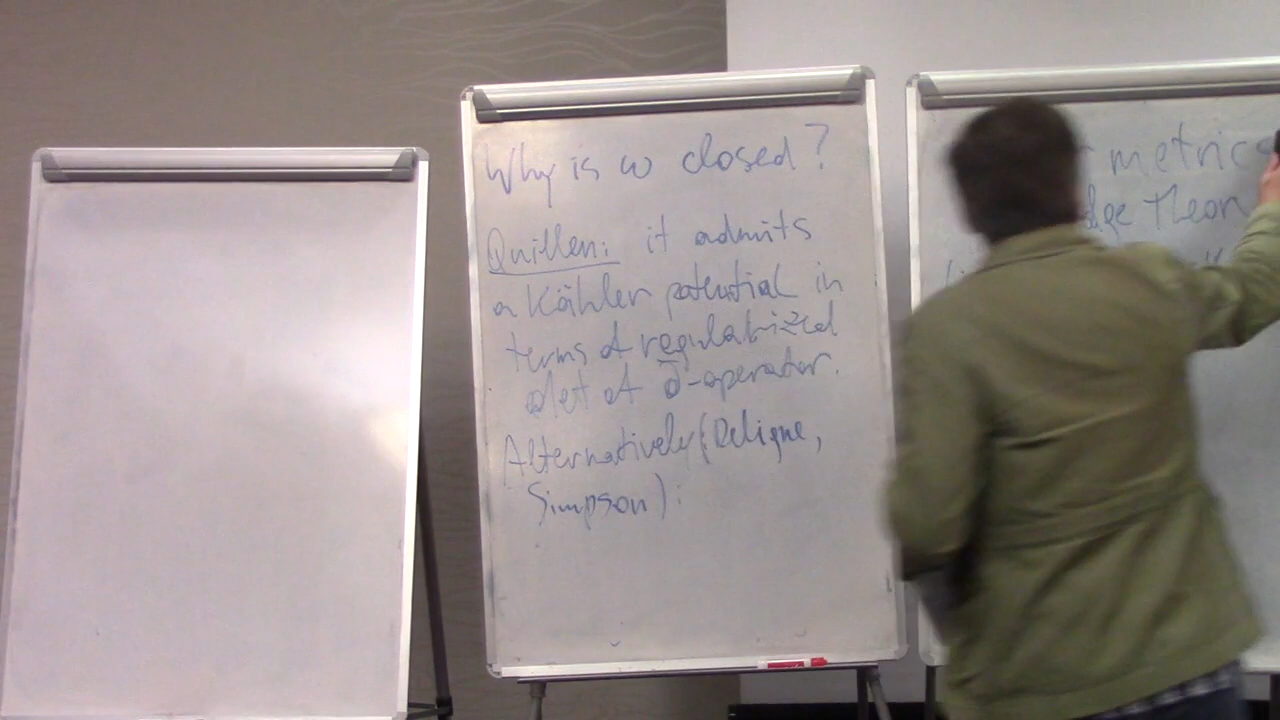 Why is ω closed?
Quillen: it admits
a Kähler potential in
terms of regularized
det of ∂̄-operator.
Alternatively (Deligne,
Simpson):
metrics
dge Theor